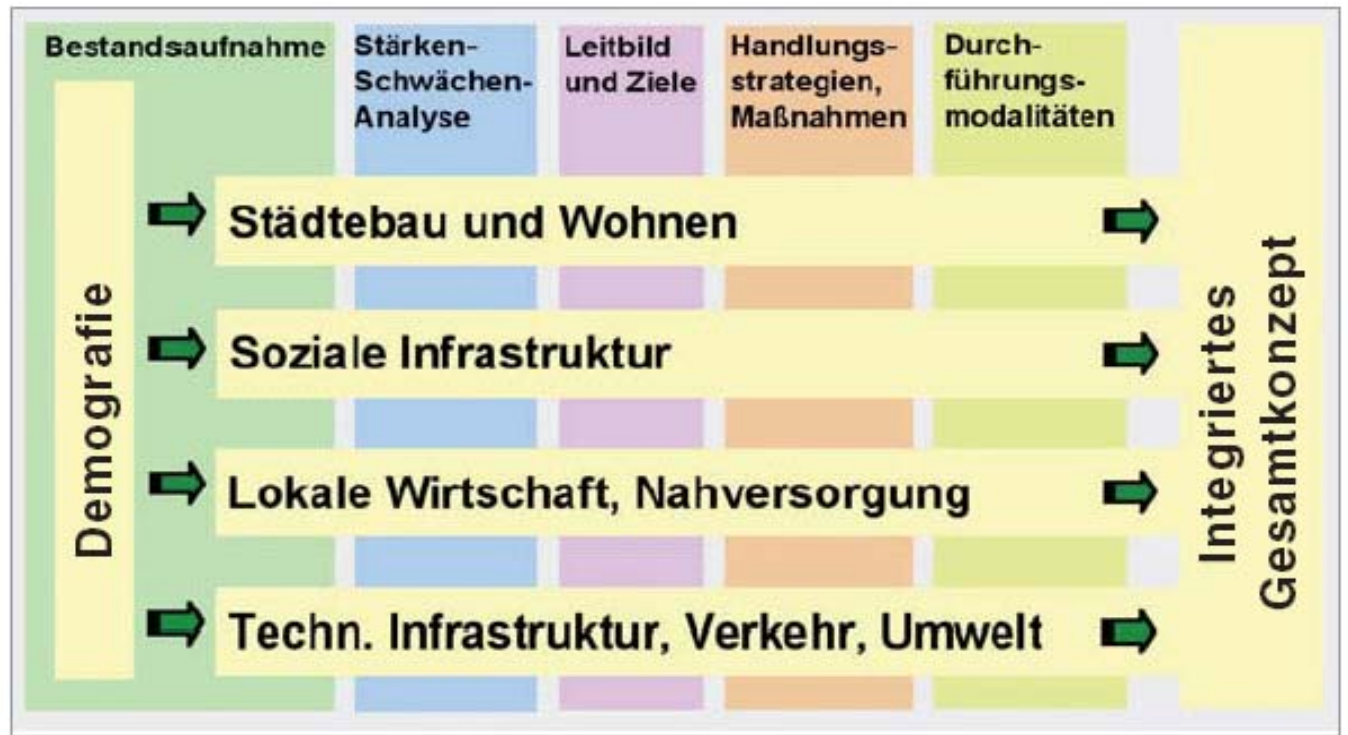 Bestandsaufnahme
Stärken-
Schwächen-
Analyse
Leitbild
und Ziele
Handlungs-
strategien,
Maßnahmen
Durch-
führungs-
modalitäten
Demografie
Städtebau und Wohnen
Soziale Infrastruktur
Lokale Wirtschaft, Nahversorgung
Techn. Infrastruktur, Verkehr, Umwelt
Integriertes
Gesamtkonzept